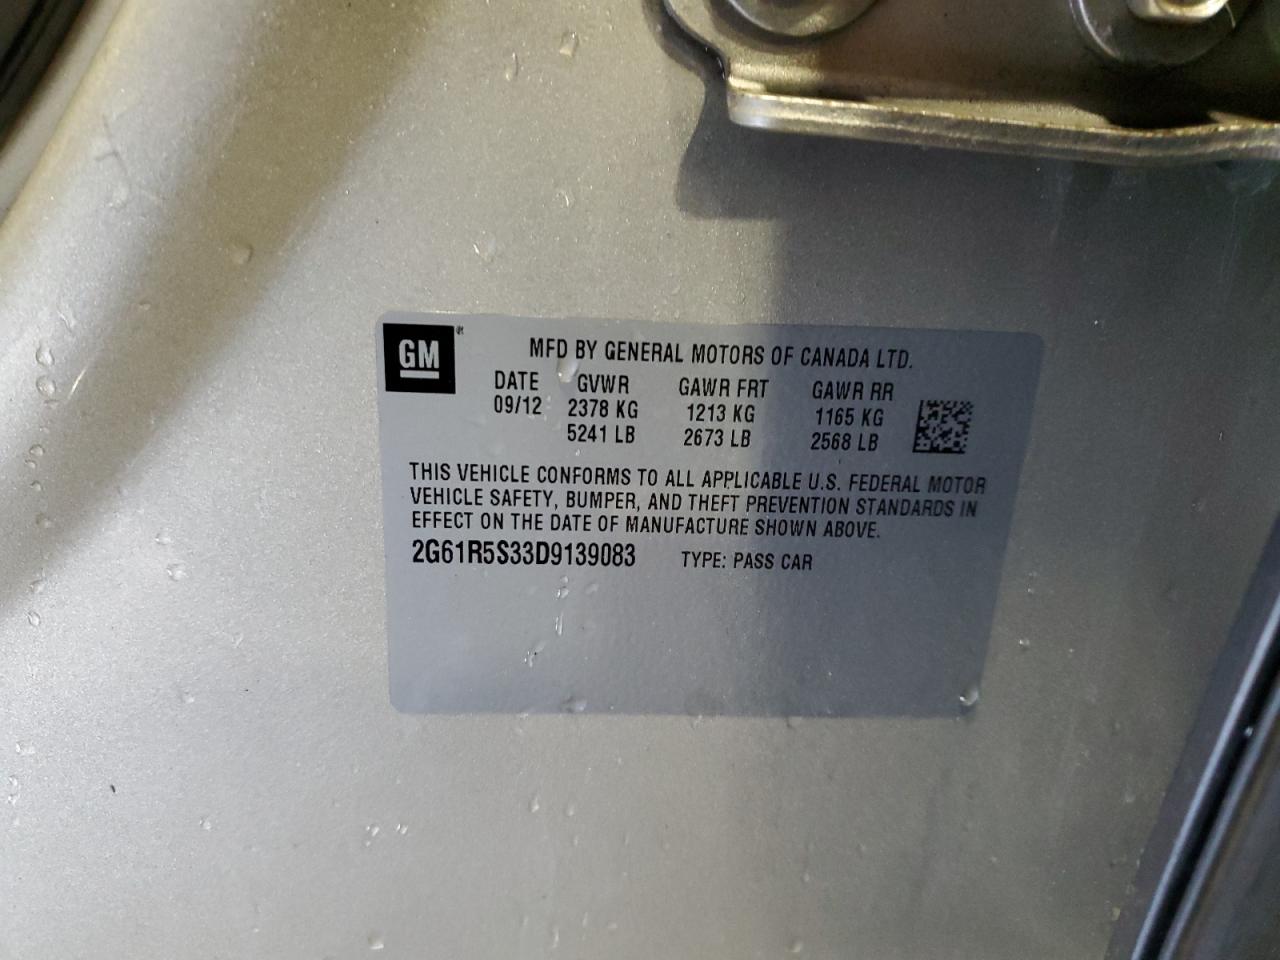 GM
MFD BY GENERAL MOTORS OF CANADA LTD.
DATE GVWR GAWR FRT GAWR RR
09/12 2378 KG 1213 KG 1165 KG
5241 LB 2673 LB 2568 LB
THIS VEHICLE CONFORMS TO ALL APPLICABLE U.S. FEDERAL MOTOR
VEHICLE SAFETY, BUMPER, AND THEFT PREVENTION STANDARDS IN
EFFECT ON THE DATE OF MANUFACTURE SHOWN ABOVE.
2G61R5S33D9139083 TYPE: PASS CAR